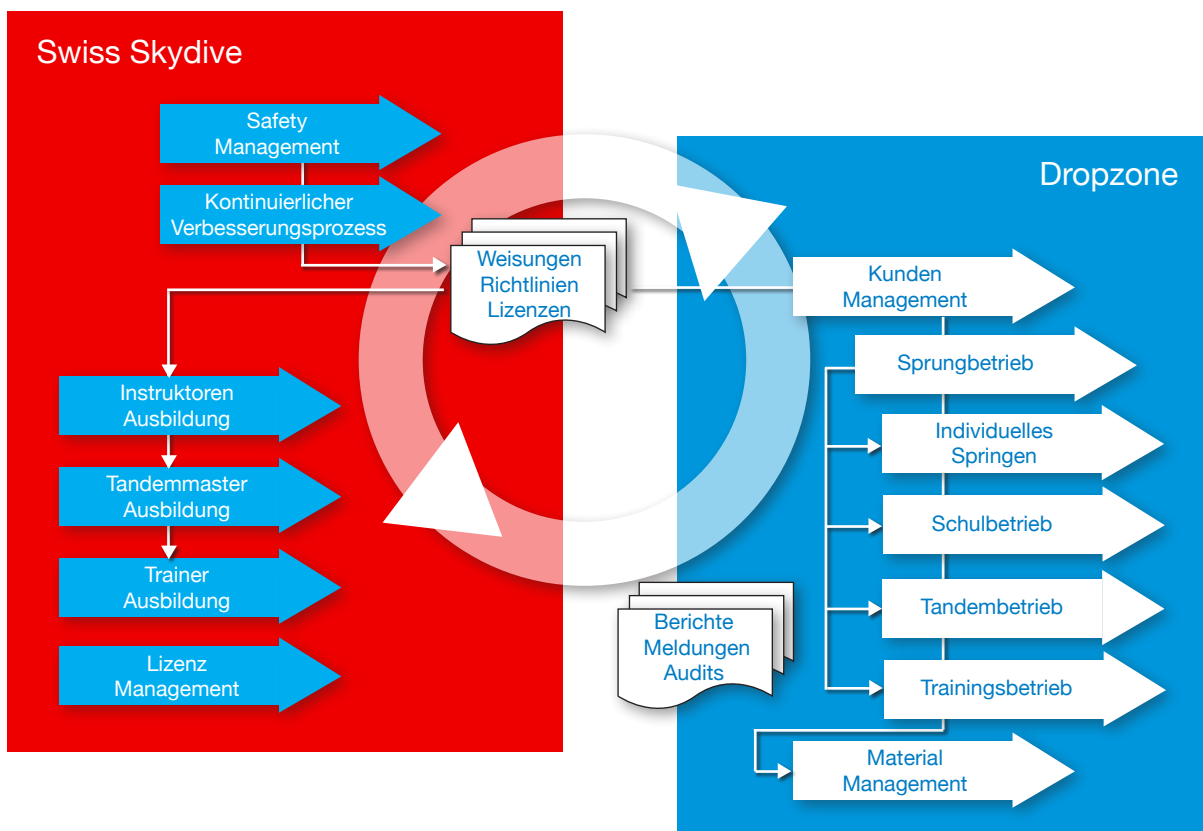 Swiss Skydive
Safety
Management
Kontinuierlicher
Verbesserungsprozess
Weisungen
Richtlinien
Lizenzen
Instruktoren
Ausbildung
Tandemmaster
Ausbildung
Trainer
Ausbildung
Lizenz
Management
Dropzone
Kunden
Management
Sprungbetrieb
Individuelles
Springen
Schulbetrieb
Tandembetrieb
Trainingsbetrieb
Material
Management
Berichte
Meldungen
Audits